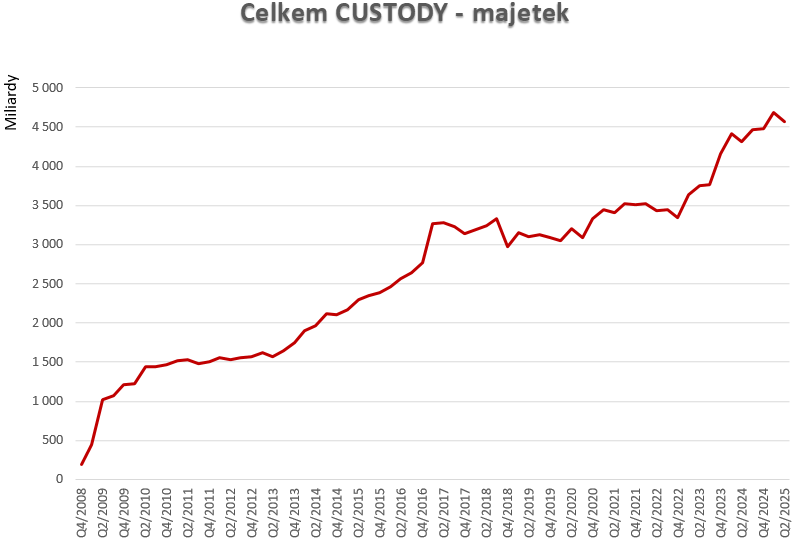 Celkem CUSTODY - majetek
Miliardy
5 000
4 500
4 000
3 500
3 000
2 500
2 000
1 500
1 000
500
0
Q4/2008
Q2/2009
Q4/2009
Q2/2010
Q4/2010
Q2/2011
Q4/2011
Q2/2012
Q4/2012
Q2/2013
Q4/2013
Q2/2014
Q4/2014
Q2/2015
Q4/2015
Q2/2016
Q4/2016
Q2/2017
Q4/2017
Q2/2018
Q4/2018
Q2/2019
Q4/2019
Q2/2020
Q4/2020
Q2/2021
Q4/2021
Q2/2022
Q4/2022
Q2/2023
Q4/2023
Q2/2024
Q4/2024
Q2/2025